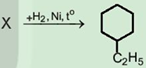 X +H₂, Ni, t° →
C₂H₅